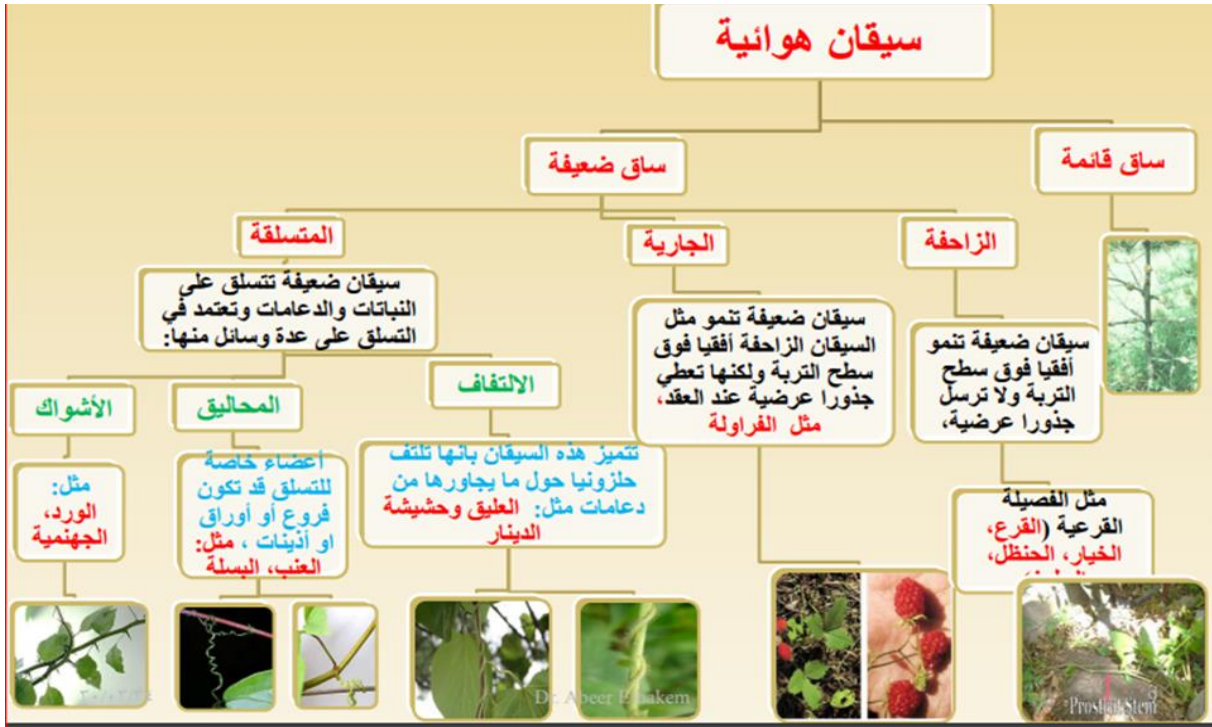 سيقان هوائية
ساق قائمة
ساق ضعيفة
الزاحفة
الجارية
المتسلقة
سيقان ضعيفة تنمو
أفقيا فوق سطح
التربة ولا ترسل
جذورا عرضية،
مثل الفصيلة
القرعية (القرع،
الخيار، الحنظل،
سيقان ضعيفة تنمو مثل
السيقان الزاحفة أفقيا فوق
سطح التربة ولكنها تعطي
جذورا عرضية عند العقد،
مثل الفراولة
سيقان ضعيفة تتسلق على
النباتات والدعامات وتعتمد في
التسلق على عدة وسائل منها:
الالتفاف
تتميز هذه السيقان بانها تلتف
حلزونيا حول ما يجاورها من
دعامات مثل: العليق وحشيشة
الدينار
المحاليق
أعضاء خاصة
للتسلق قد تكون
فروع أو أوراق
او أذينات ، مثل:
العنب، البسلة
الأشواك
مثل:
الورد،
الجهنمية
Dr. Abeer
Prostrate Stem